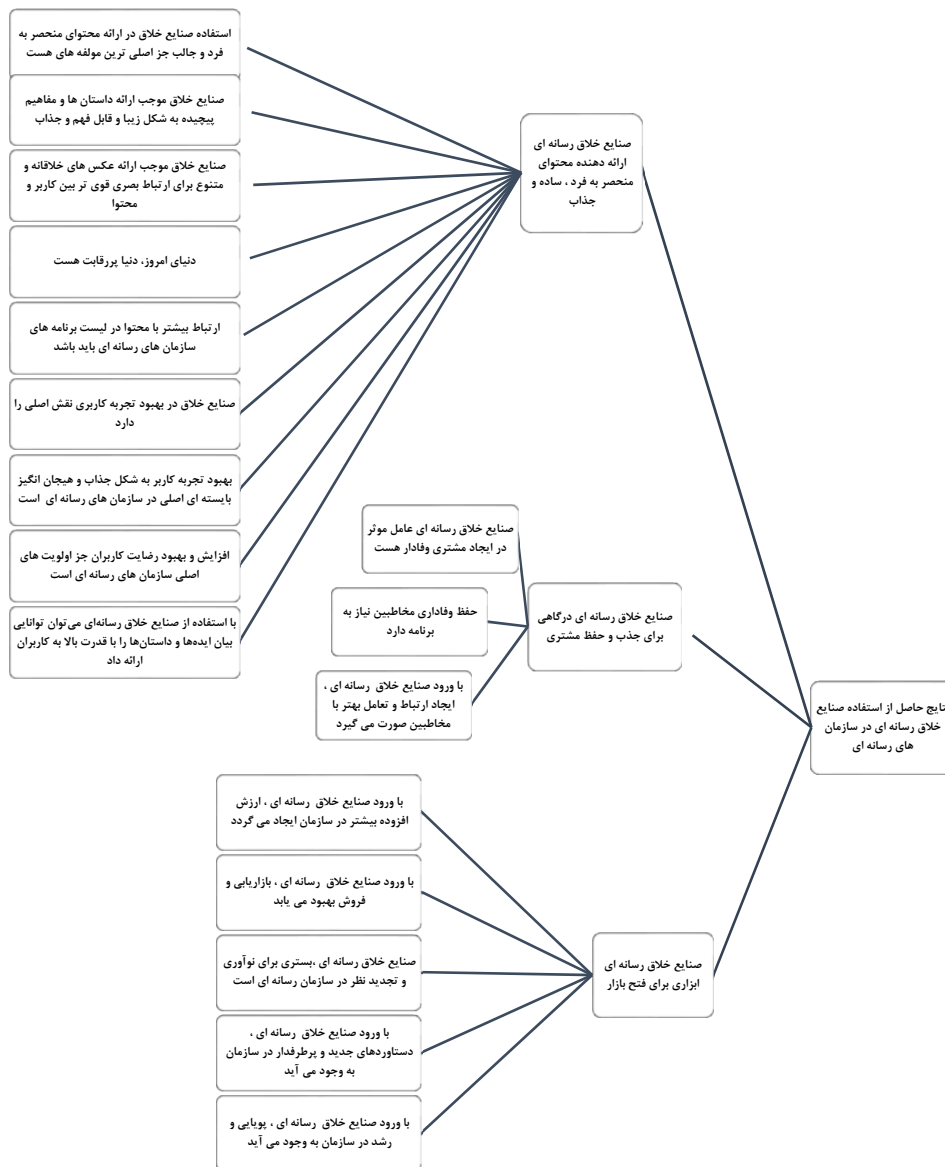 استفاده صنایع خلاق در ارائه محتوای منحصر به
فرد و جالب جز اصلی ترین مولفه های هست
صنایع خلاق موجب ارائه داستان ها و مفاهیم
پیچیده به شکل زیبا و قابل فهم و جذاب
صنایع خلاق موجب ارائه عکس های خلاقانه و
متنوع برای ارتباط بصری قوی تر بین کاربر و
محتوا
دنیای امروز، دنیا پررقابت هست
ارتباط بیشتر با محتوا در لیست برنامه های
سازمان های رسانه ای باید باشد
صنایع خلاق در بهبود تجربه کاربری نقش اصلی را
دارد
بهبود تجربه کاربر به شکل جذاب و هیجان انگیز
بایسته ای اصلی در سازمان های رسانه ای است
افزایش و بهبود رضایت کاربران جز اولویت های
اصلی سازمان های رسانه ای است
با استفاده از صنایع خلاق رسانه‌ای می‌توان توانایی
بیان ایده‌ها و داستان‌ها را با قدرت بالا به کاربران
ارائه داد
صنایع خلاق رسانه ای
ارائه دهنده محتوای
منحصر به فرد ، ساده و
جذاب
صنایع خلاق رسانه ای عامل موثر
در ایجاد مشتری وفادار هست
حفظ وفاداری مخاطبین نیاز به
برنامه دارد
با ورود صنایع خلاق رسانه ای ،
ایجاد ارتباط و تعامل بهتر با
مخاطبین صورت می گیرد
صنایع خلاق رسانه ای درگاهی
برای جذب و حفظ مشتری
تایج حاصل از استفاده صنایع
خلاق رسانه ای در سازمان
های رسانه ای
با ورود صنایع خلاق رسانه ای ، ارزش
افزوده بیشتر در سازمان ایجاد می گردد
با ورود صنایع خلاق رسانه ای ، بازاریابی و
فروش بهبود می یابد
صنایع خلاق رسانه ای ،بستری برای نوآوری
و تجدید نظر در سازمان رسانه ای است
با ورود صنایع خلاق رسانه ای ،
دستاوردهای جدید و پرطرفدار در سازمان
به وجود می آید
با ورود صنایع خلاق رسانه ای ، پویایی و
رشد در سازمان به وجود می آید
صنایع خلاق رسانه ای
ابزاری برای فتح بازار